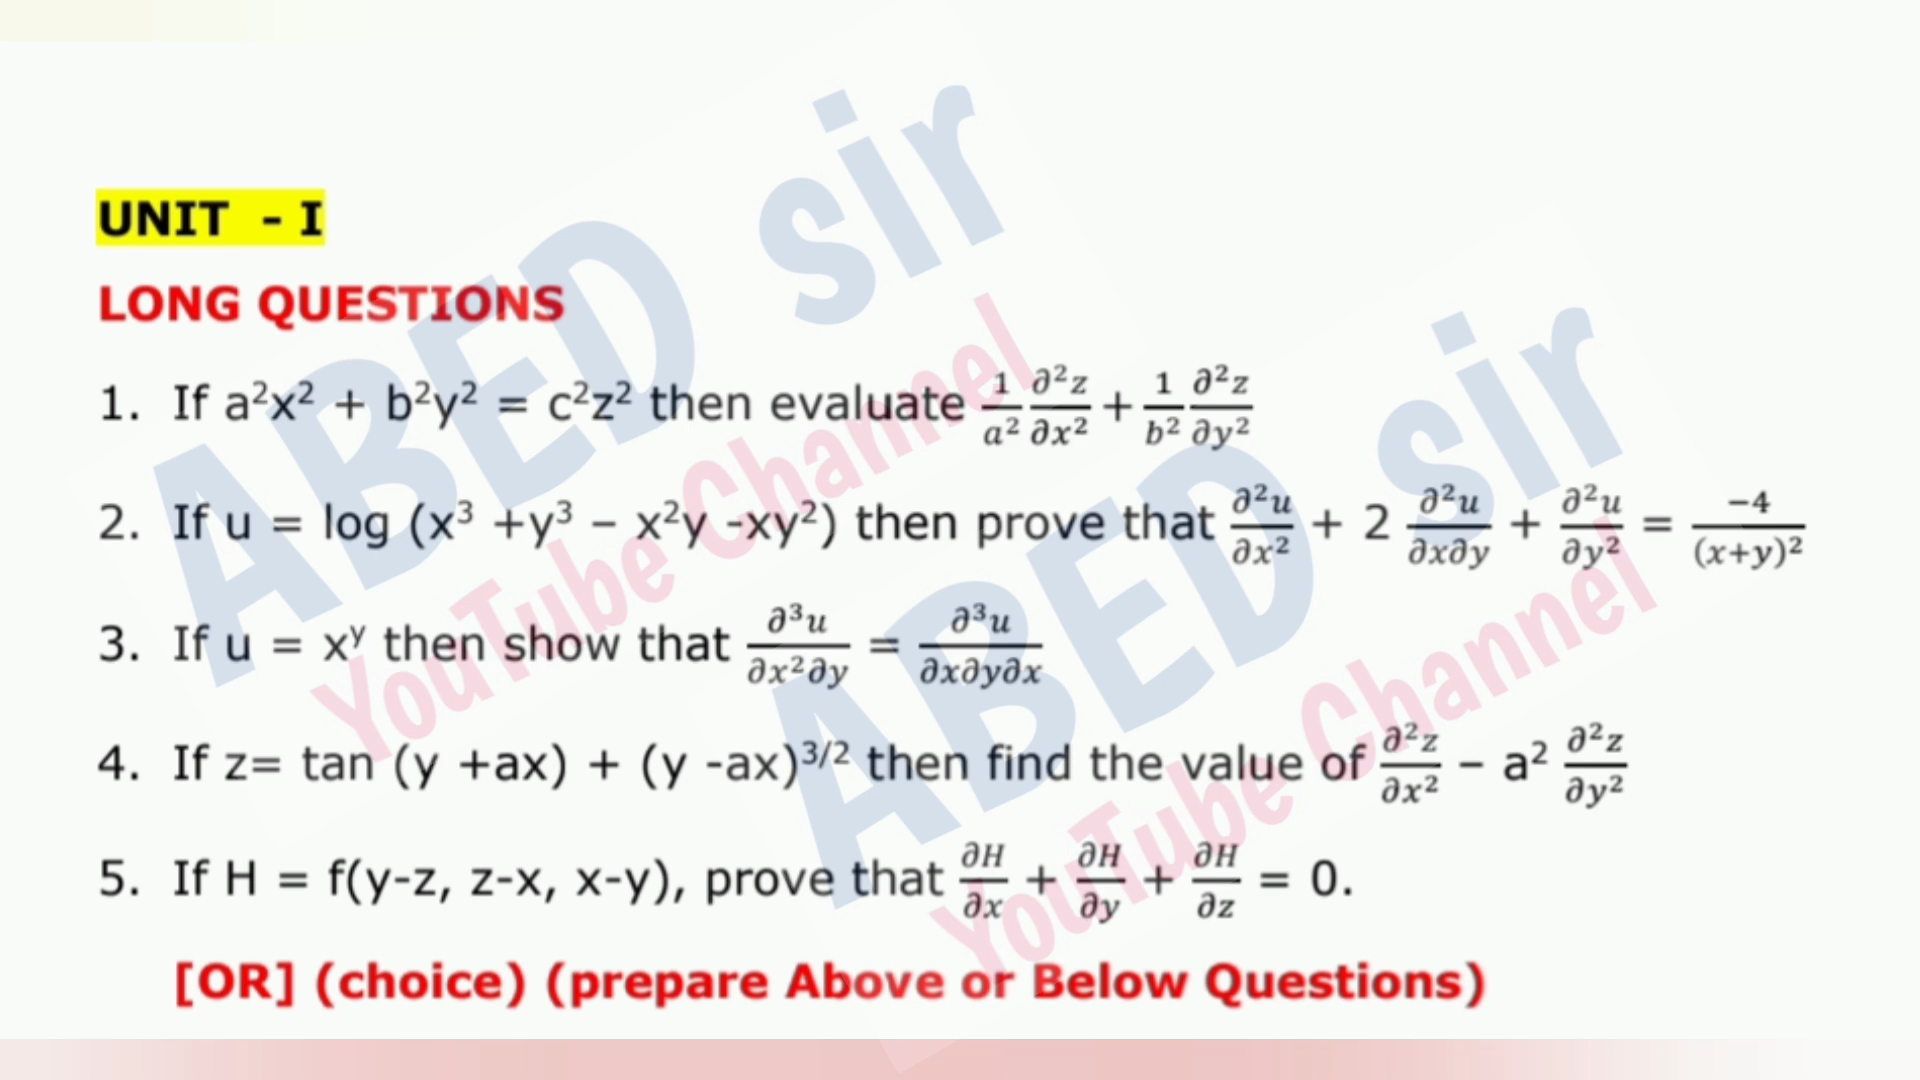 UNIT - I
LONG QUESTIONS
1. If a²x² + b²y² = c²z² then evaluate 1/a² ∂²z/∂x² + 1/b² ∂²z/∂y²
2. If u = log (x³ +y³ – x²y -xy²) then prove that ∂²u/∂x² + 2 ∂²u/∂x∂y + ∂²u/∂y² = -4/(x+y)²
3. If u = xʸ then show that ∂³u/∂x²∂y = ∂³u/∂x∂y∂x
4. If z= tan (y +ax) + (y -ax)³/² then find the value of ∂²z/∂x² – a² ∂²z/∂y²
5. If H = f(y-z, z-x, x-y), prove that ∂H/∂x + ∂H/∂y + ∂H/∂z = 0.
[OR] (choice) (prepare Above or Below Questions)
ABED sir
YouTube Channel
ABED sir
YouTube Channel